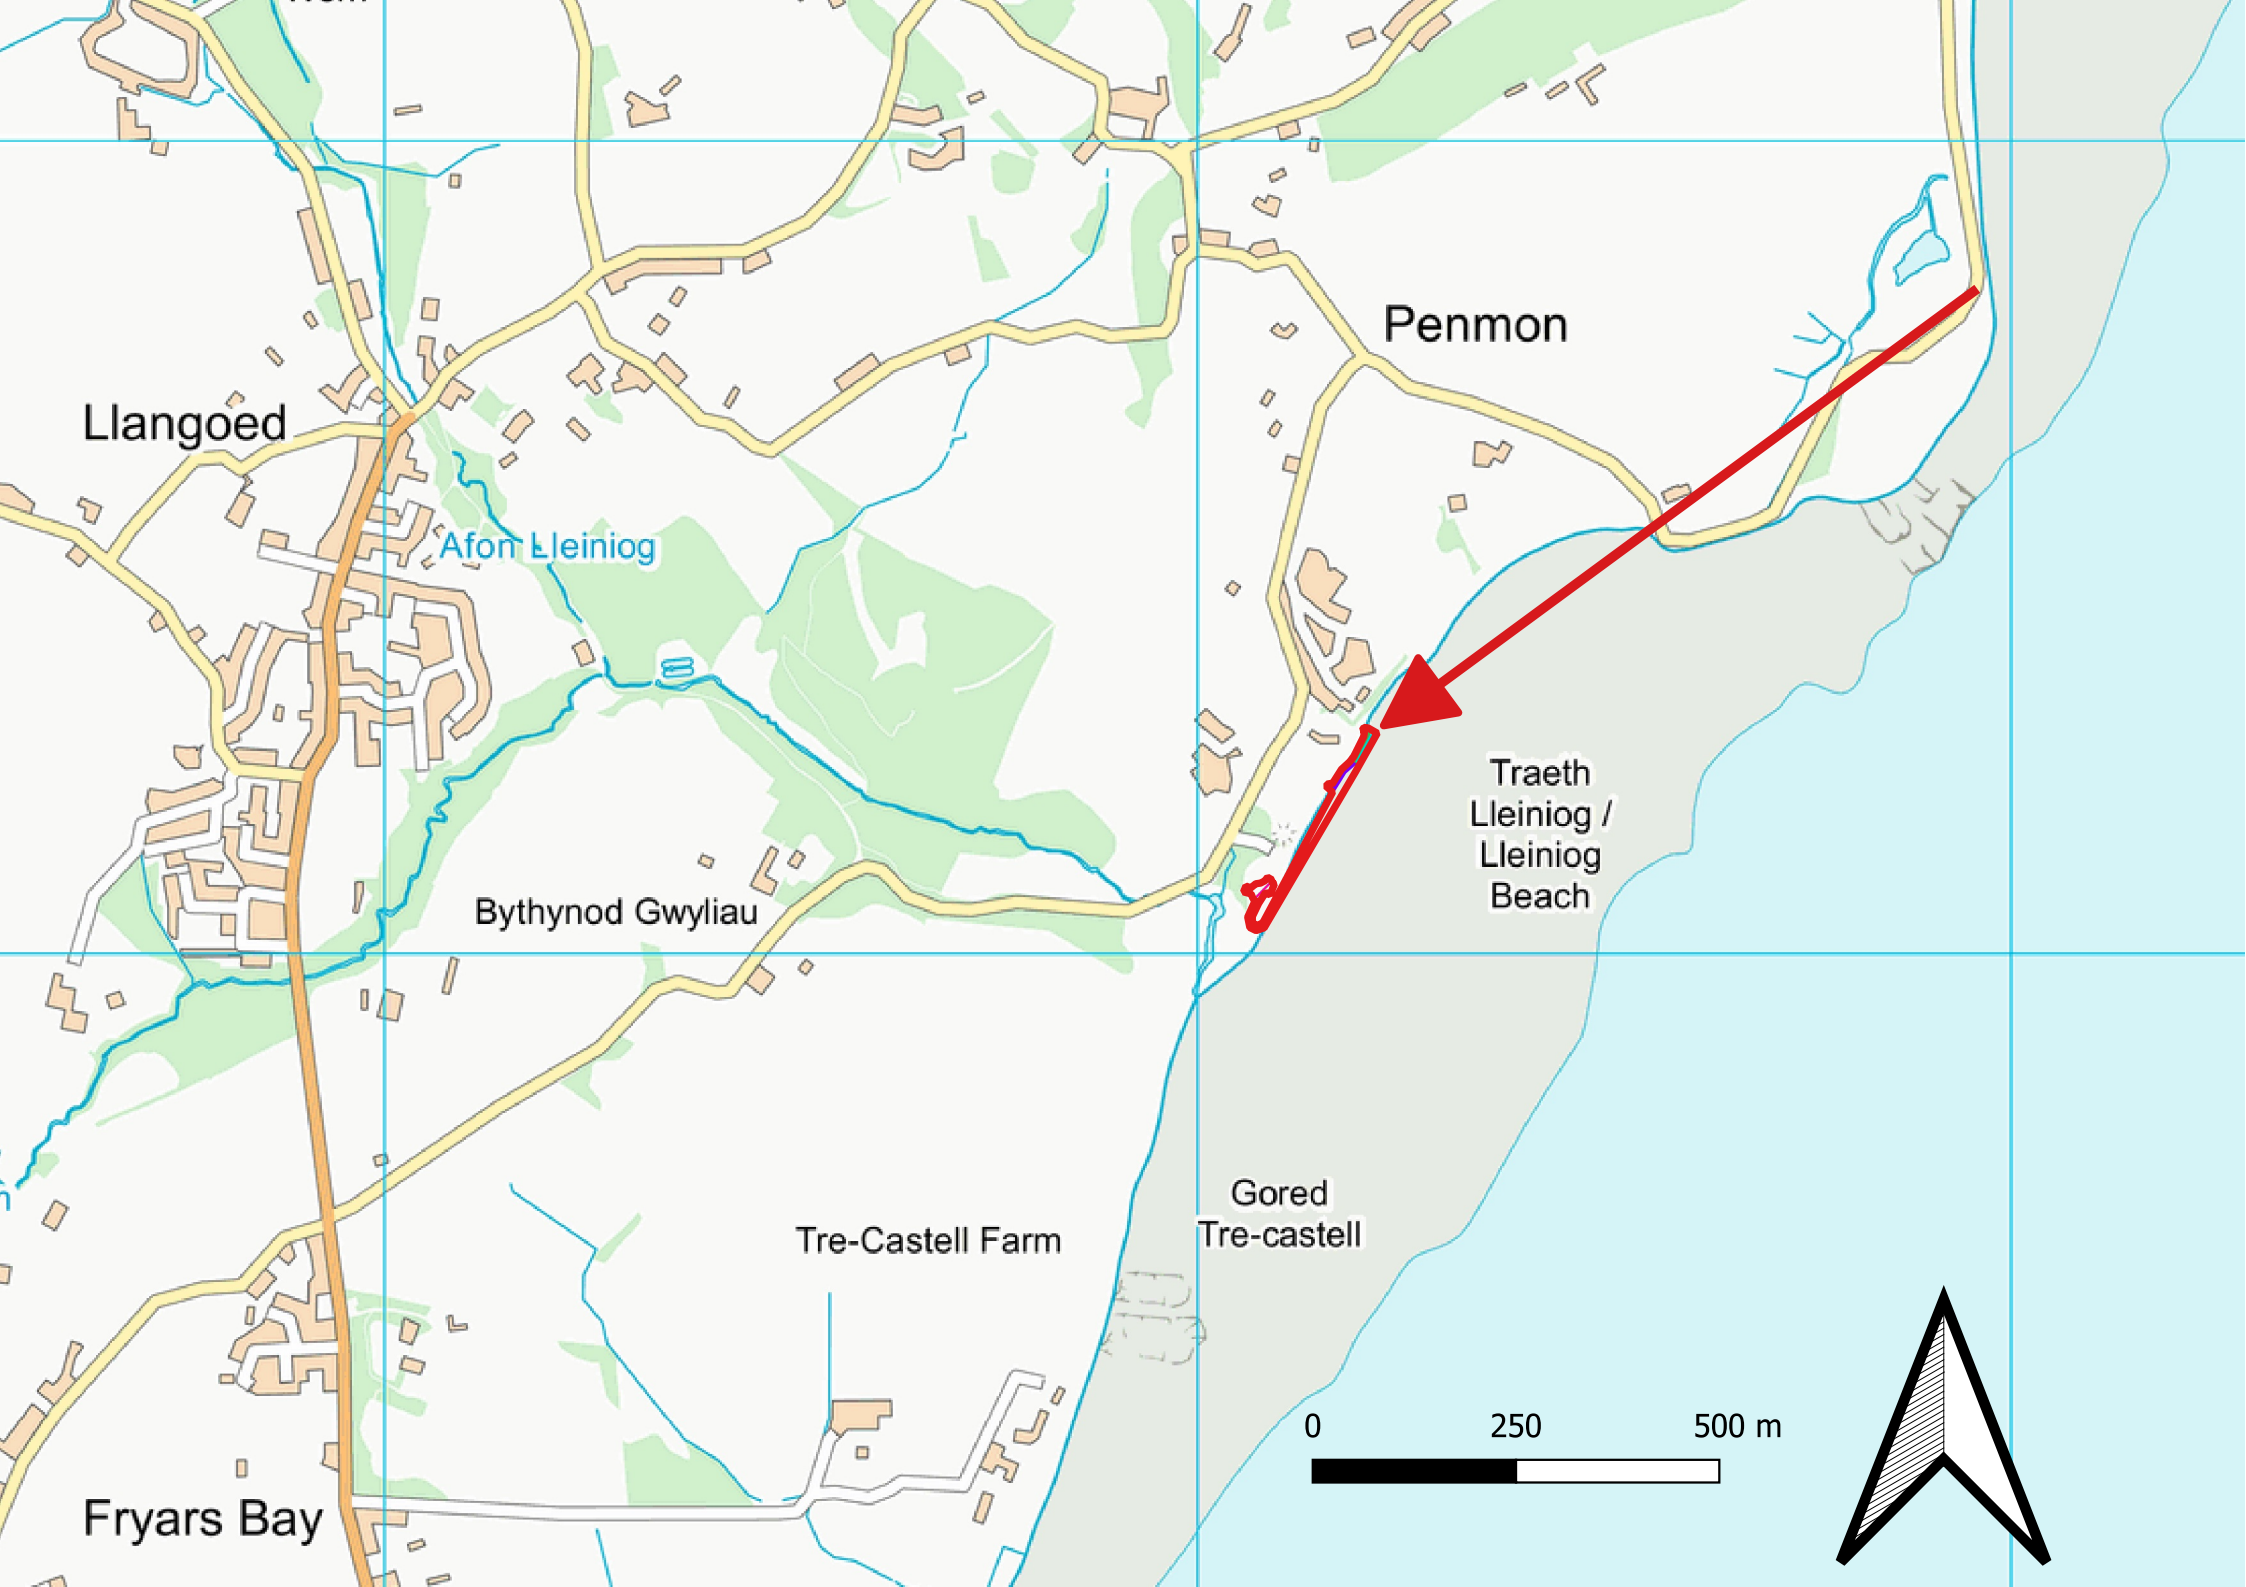 Penmon
Llangoed
Afon Lleiniog
Traeth
Lleiniog /
Lleiniog
Beach
Bythynod Gwyliau
Gored
Tre-castell
Tre-Castell Farm
0 250 500 m
Fryars Bay